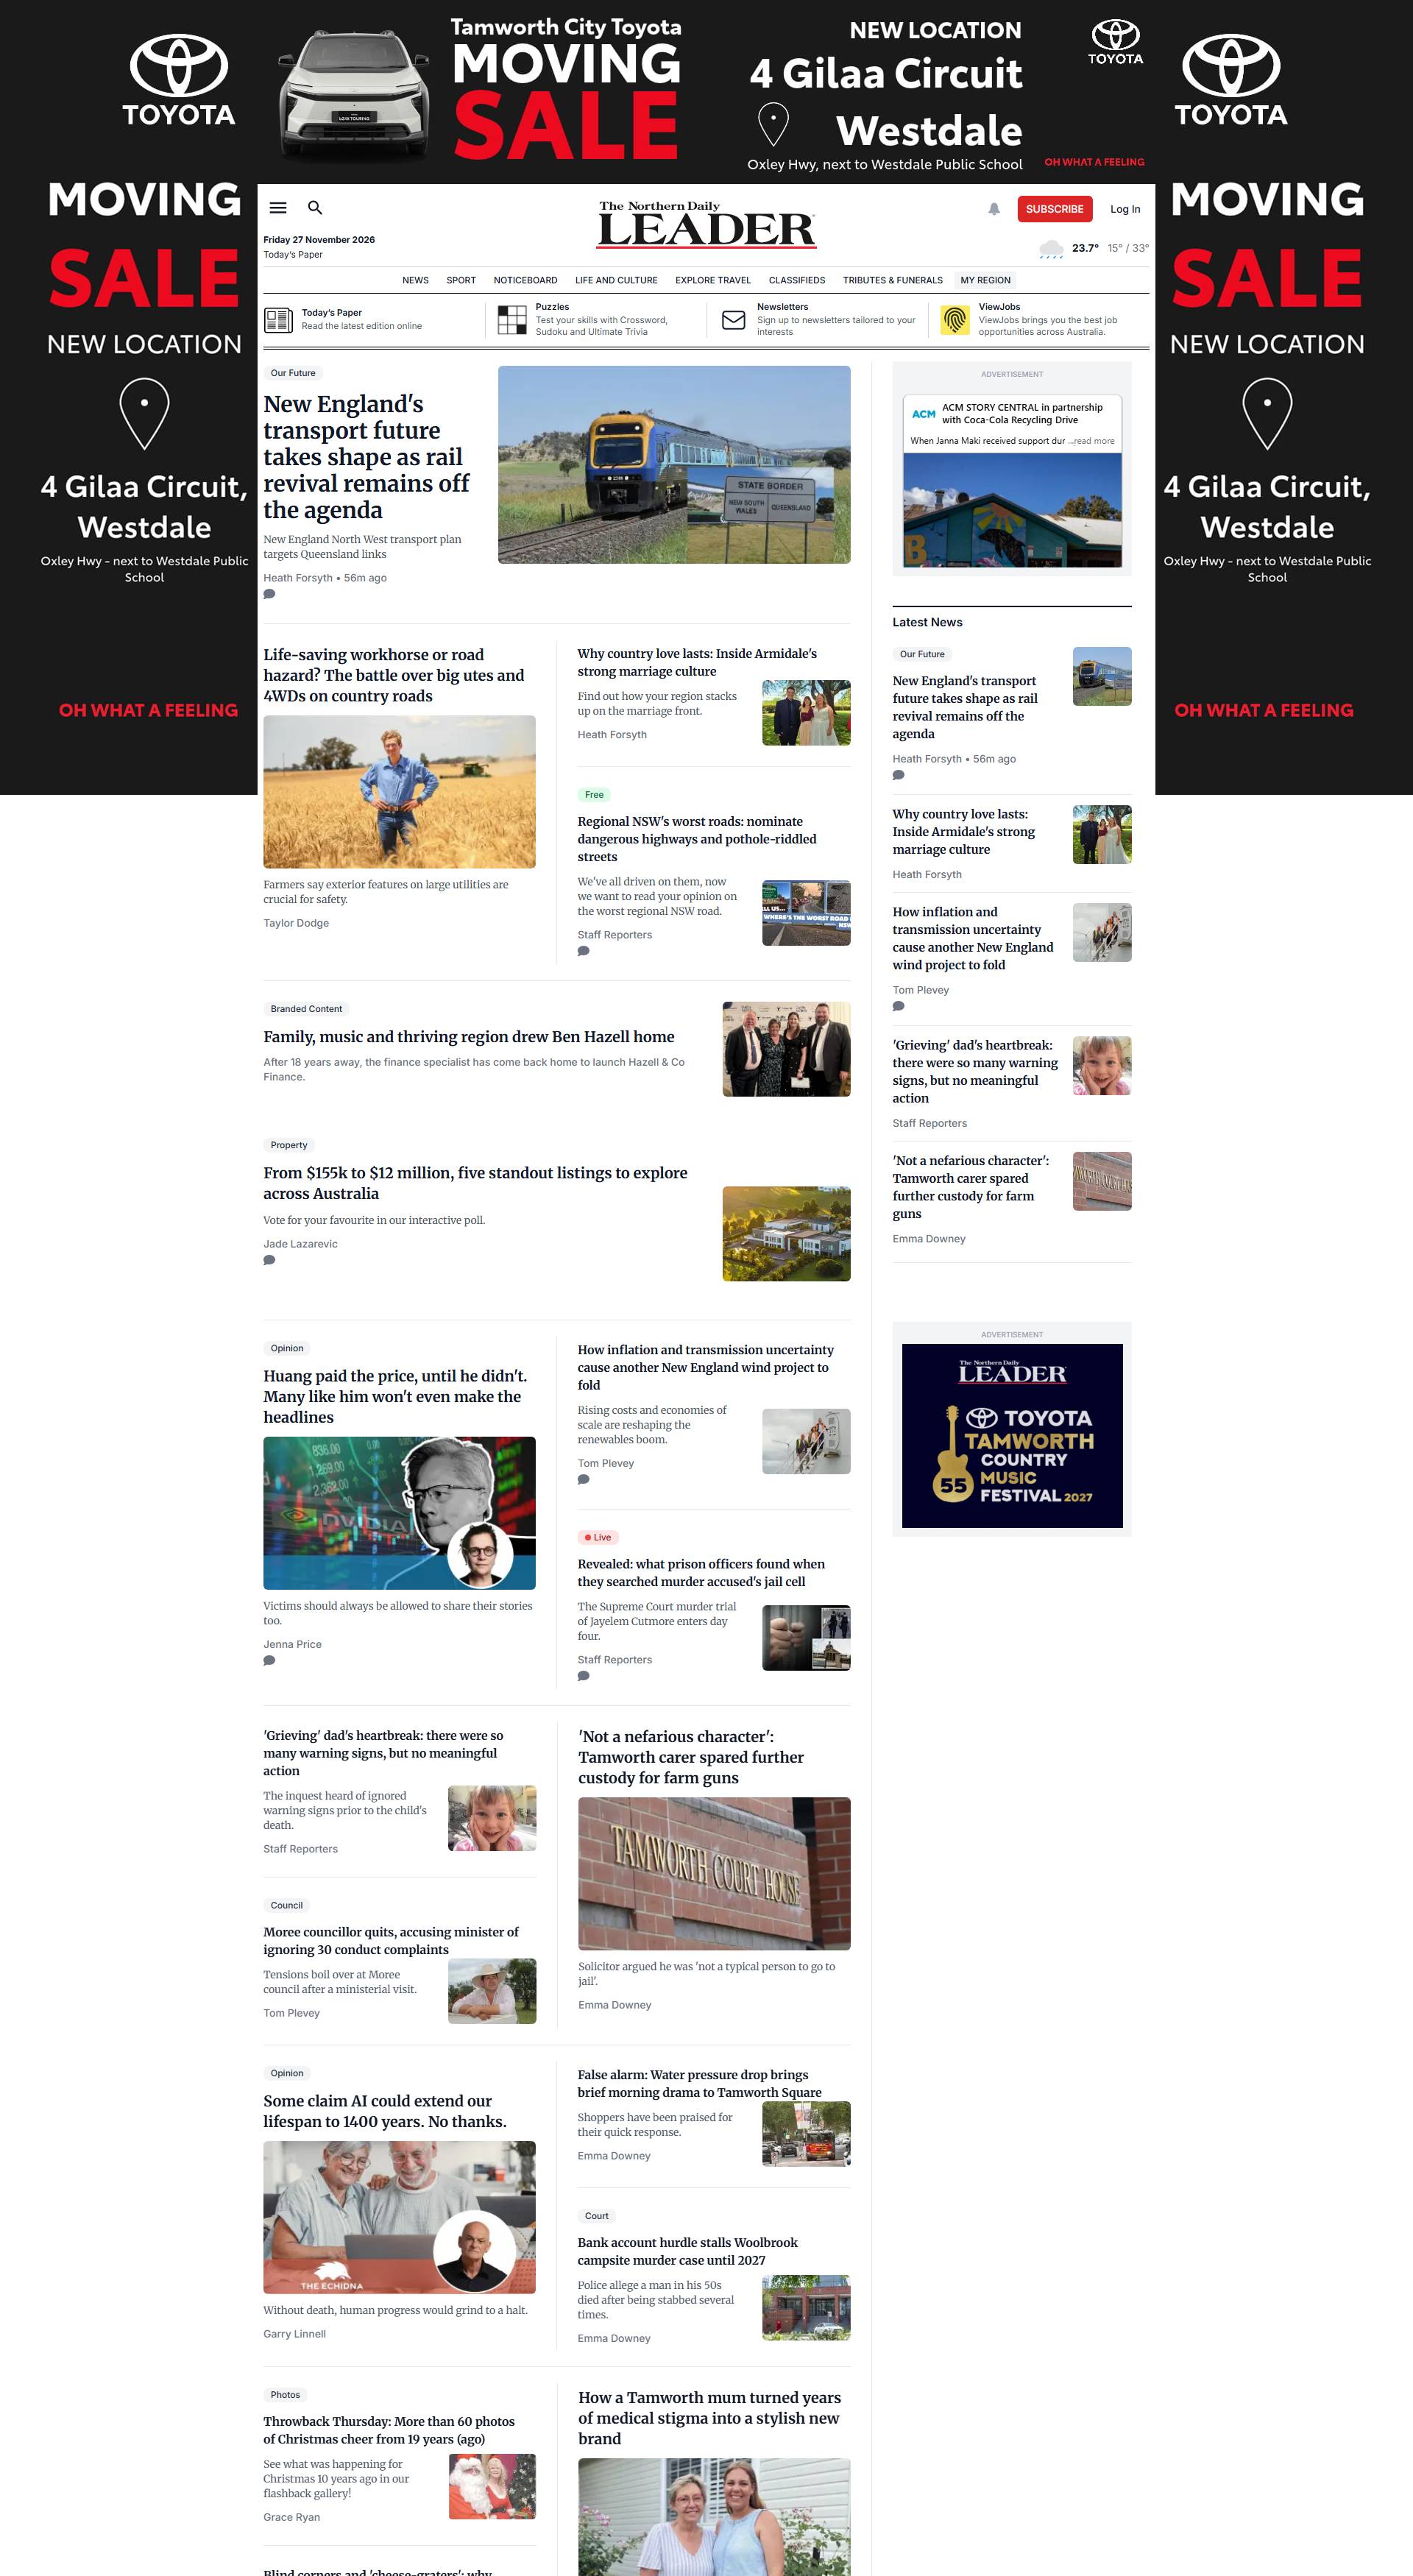 TOYOTA
Tamworth City Toyota
MOVING
SALE
NEW LOCATION
4 Gilaa Circuit
Westdale
Oxley Hwy, next to Westdale Public School
TOYOTA
OH WHAT A FEELING
TOYOTA
MOVING
SALE
NEW LOCATION
4 Gilaa Circuit,
Westdale
Oxley Hwy - next to Westdale Public
School
OH WHAT A FEELING
MOVING
SALE
NEW LOCATION
4 Gilaa Circuit,
Westdale
Oxley Hwy - next to Westdale Public
School
OH WHAT A FEELING
The Northern Daily
LEADER
SUBSCRIBE
Log In
Friday 27 November 2026
Today's Paper
23.7° 15° / 33°
NEWS SPORT NOTICEBOARD LIFE AND CULTURE EXPLORE TRAVEL CLASSIFIEDS TRIBUTES & FUNERALS MY REGION
Today's Paper
Read the latest edition online
Puzzles
Test your skills with Crossword,
Sudoku and Ultimate Trivia
Newsletters
Sign up to newsletters tailored to your
interests
ViewJobs
ViewJobs brings you the best job
opportunities across Australia.
Our Future
New England's
transport future
takes shape as rail
revival remains off
the agenda
New England North West transport plan
targets Queensland links
Heath Forsyth • 56m ago
STATE BORDER
NEW SOUTH
WALES
QUEENSLAND
Life-saving workhorse or road
hazard? The battle over big utes and
4WDs on country roads
Farmers say exterior features on large utilities are
crucial for safety.
Taylor Dodge
Why country love lasts: Inside Armidale's
strong marriage culture
Find out how your region stacks
up on the marriage front.
Heath Forsyth
Free
Regional NSW's worst roads: nominate
dangerous highways and pothole-riddled
streets
We've all driven on them, now
we want to read your opinion on
the worst regional NSW road.
Staff Reporters
WHERE'S THE WORST ROAD
Branded Content
Family, music and thriving region drew Ben Hazell home
After 18 years away, the finance specialist has come back home to launch Hazell & Co
Finance.
Property
From $155k to $12 million, five standout listings to explore
across Australia
Vote for your favourite in our interactive poll.
Jade Lazarevic
Opinion
Huang paid the price, until he didn't.
Many like him won't even make the
headlines
836.00
1,269.00
2,362.00
NVIDIA
Victims should always be allowed to share their stories
too.
Jenna Price
How inflation and transmission uncertainty
cause another New England wind project to
fold
Rising costs and economies of
scale are reshaping the
renewables boom.
Tom Plevey
Live
Revealed: what prison officers found when
they searched murder accused's jail cell
The Supreme Court murder trial
of Jayelem Cutmore enters day
four.
Staff Reporters
'Grieving' dad's heartbreak: there were so
many warning signs, but no meaningful
action
The inquest heard of ignored
warning signs prior to the child's
death.
Staff Reporters
Council
Moree councillor quits, accusing minister of
ignoring 30 conduct complaints
Tensions boil over at Moree
council after a ministerial visit.
Tom Plevey
'Not a nefarious character':
Tamworth carer spared further
custody for farm guns
TAMWORTH COURT HOUSE
Solicitor argued he was 'not a typical person to go to
jail'.
Emma Downey
Opinion
Some claim AI could extend our
lifespan to 1400 years. No thanks.
THE ECHIDNA
Without death, human progress would grind to a halt.
Garry Linnell
False alarm: Water pressure drop brings
brief morning drama to Tamworth Square
Shoppers have been praised for
their quick response.
Emma Downey
Court
Bank account hurdle stalls Woolbrook
campsite murder case until 2027
Police allege a man in his 50s
died after being stabbed several
times.
Emma Downey
Photos
Throwback Thursday: More than 60 photos
of Christmas cheer from 19 years (ago)
See what was happening for
Christmas 10 years ago in our
flashback gallery!
Grace Ryan
Blind corners and 'cheese-graters': why
How a Tamworth mum turned years
of medical stigma into a stylish new
brand
ADVERTISEMENT
ACM
ACM STORY CENTRAL in partnership
with Coca-Cola Recycling Drive
When Janna Maki received support dur ...read more
Latest News
Our Future
New England's transport
future takes shape as rail
revival remains off the
agenda
Heath Forsyth • 56m ago
Why country love lasts:
Inside Armidale's strong
marriage culture
Heath Forsyth
How inflation and
transmission uncertainty
cause another New England
wind project to fold
Tom Plevey
'Grieving' dad's heartbreak:
there were so many warning
signs, but no meaningful
action
Staff Reporters
'Not a nefarious character':
Tamworth carer spared
further custody for farm
guns
Emma Downey
ADVERTISEMENT
The Northern Daily
LEADER
TOYOTA
TAMWORTH
COUNTRY
MUSIC
FESTIVAL 2027
55